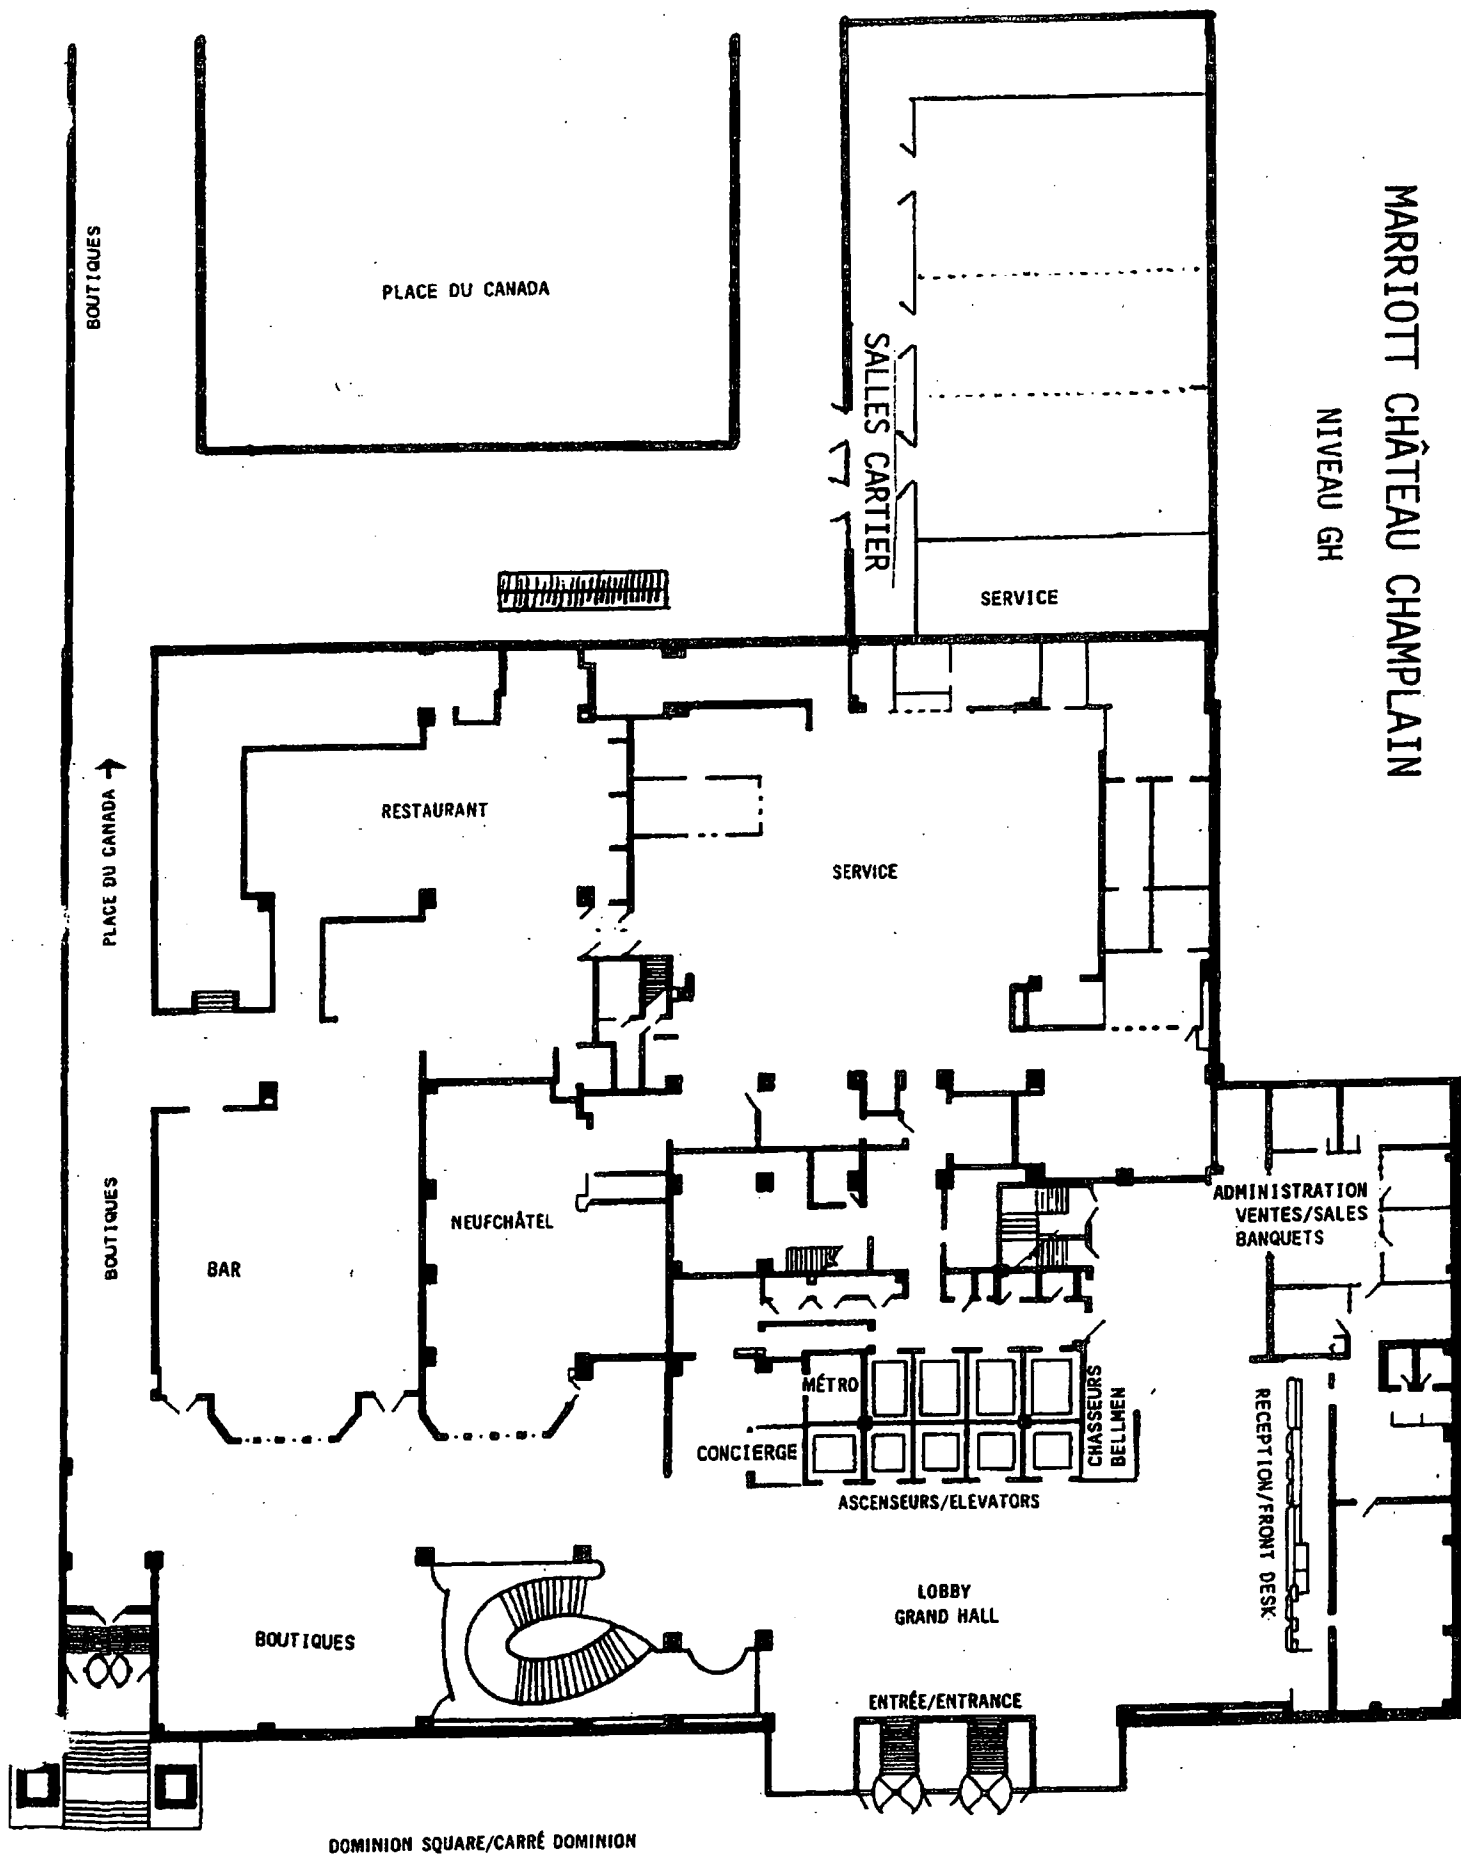 MARRIOTT CHÂTEAU CHAMPLAIN
NIVEAU GH
BOUTIQUES
PLACE DU CANADA
SALLES CARTIER
SERVICE
PLACE DU CANADA →
RESTAURANT
SERVICE
BOUTIQUES
BAR
NEUFCHÂTEL
ADMINISTRATION
VENTES/SALES
BANQUETS
MÉTRO
CONCIERGE
CHASSEURS
BELLMEN
ASCENSEURS/ELEVATORS
RECEPTION/FRONT DESK
LOBBY
GRAND HALL
BOUTIQUES
ENTRÉE/ENTRANCE
DOMINION SQUARE/CARRÉ DOMINION